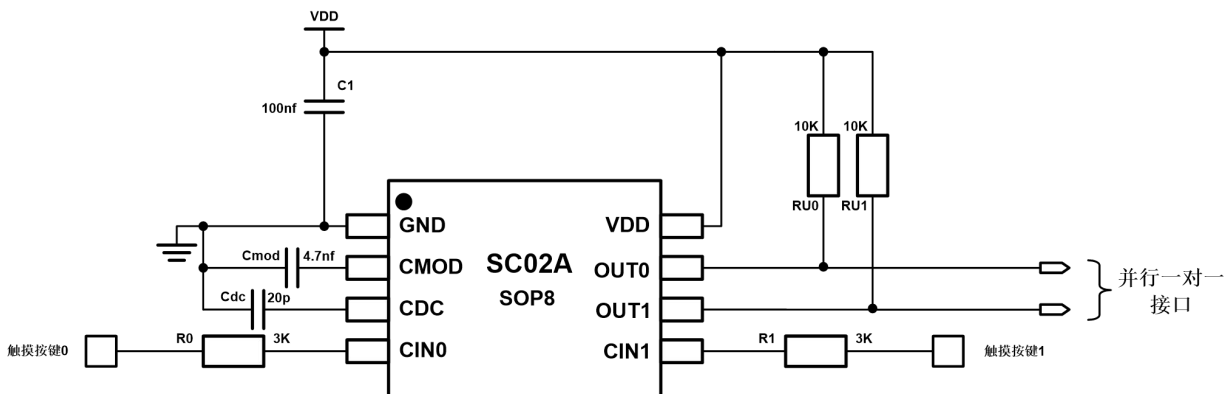 VDD
C1
100nf
10K
10K
RU0
RU1
GND
VDD
Cmod
4.7nf
CMOD
SC02A
OUT0
SOP8
并行一对一
接口
Cdc
20p
CDC
OUT1
触摸按键0
R0
3K
CIN0
CIN1
R1
3K
触摸按键1